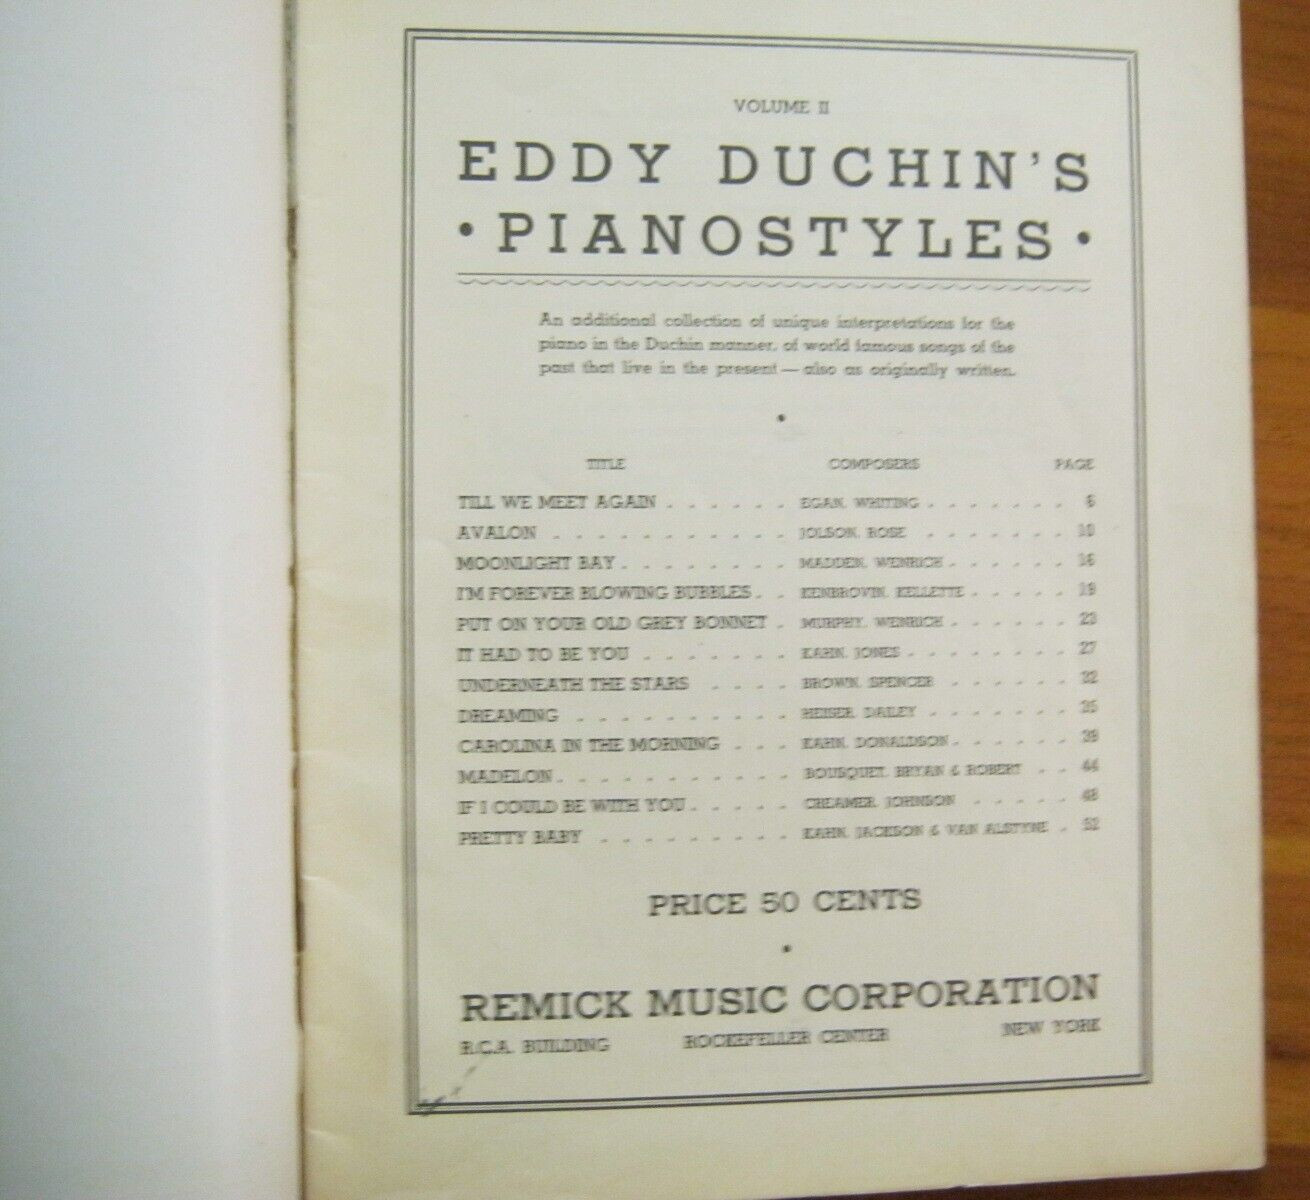 VOLUME II
EDDY DUCHIN'S
• PIANOSTYLES •
An additional collection of unique interpretations for the
piano in the Duchin manner, of world famous songs of the
past that live in the present — also as originally written.
•
TITLE COMPOSERS PAGE
TILL WE MEET AGAIN . . . . . . EGAN, WHITING . . . . . . . 6
AVALON . . . . . . . . . . . JOLSON, ROSE . . . . . . . 10
MOONLIGHT BAY . . . . . . . . MADDEN, WENRICH . . . . . . 16
I'M FOREVER BLOWING BUBBLES . . KENBROVIN, KELLETTE . . . . . 19
PUT ON YOUR OLD GREY BONNET . MURPHY, WENRICH . . . . . . 23
IT HAD TO BE YOU . . . . . . . KAHN, JONES . . . . . . . . 27
UNDERNEATH THE STARS . . . . BROWN, SPENCER . . . . . . 32
DREAMING . . . . . . . . . . HEISER, DAILEY . . . . . . . 35
CAROLINA IN THE MORNING . . . KAHN, DONALDSON . . . . . . 38
MADELON . . . . . . . . . . . BOUSQUET, BRYAN & ROBERT . . 44
IF I COULD BE WITH YOU . . . . . CREAMER, JOHNSON . . . . . 48
PRETTY BABY . . . . . . . . . KAHN, JACKSON & VAN ALSTYNE . 52
PRICE 50 CENTS
•
REMICK MUSIC CORPORATION
R.C.A. BUILDING ROCKEFELLER CENTER NEW YORK